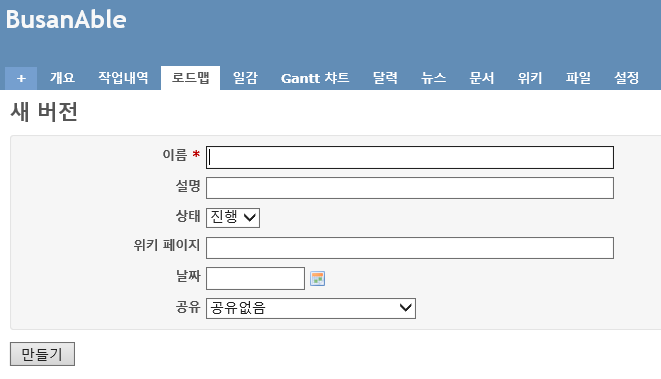 BusanAble
+ 개요 작업내역 로드맵 일감 Gantt 챠트 달력 뉴스 문서 위키 파일 설정
새 버전
이름 *
설명
상태 진행
위키 페이지
날짜
공유 공유없음
만들기